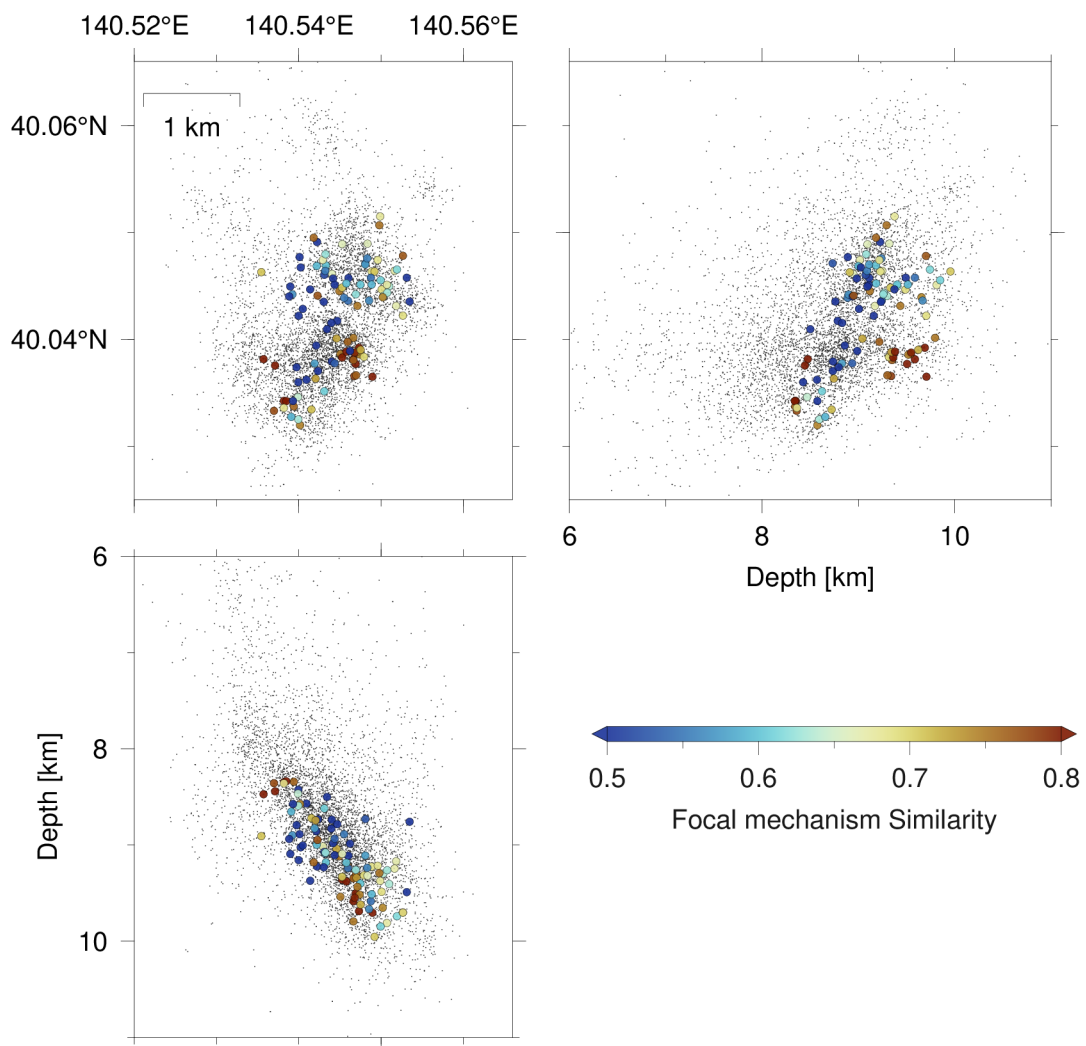 140.52°E 140.54°E 140.56°E
40.06°N
1 km
40.04°N
6 8 10
Depth [km]
6
8
10
Depth [km]
0.5 0.6 0.7 0.8
Focal mechanism Similarity